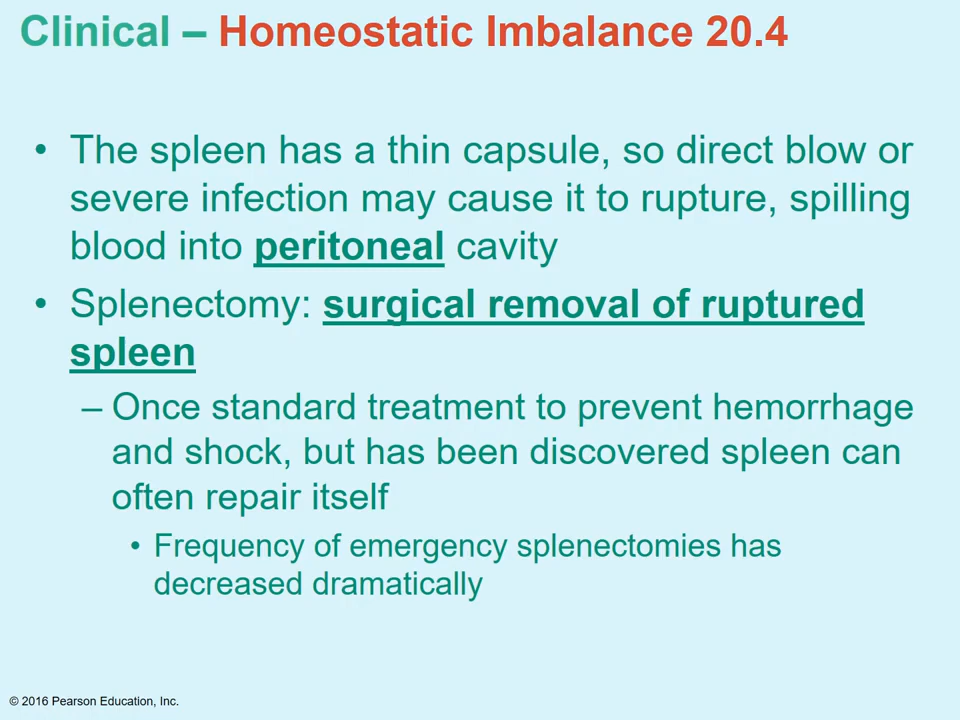 Clinical – Homeostatic Imbalance 20.4
• The spleen has a thin capsule, so direct blow or
severe infection may cause it to rupture, spilling
blood into peritoneal cavity
• Splenectomy: surgical removal of ruptured
spleen
– Once standard treatment to prevent hemorrhage
and shock, but has been discovered spleen can
often repair itself
• Frequency of emergency splenectomies has
decreased dramatically
© 2016 Pearson Education, Inc.